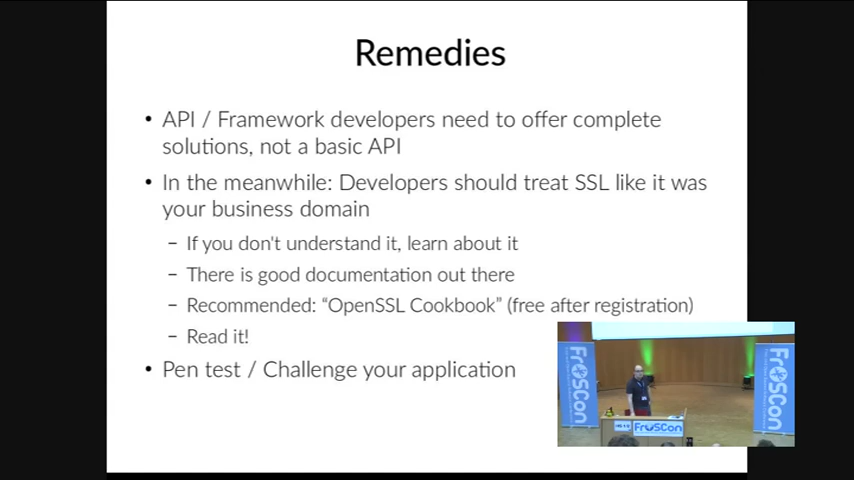 Remedies
• API / Framework developers need to offer complete
solutions, not a basic API
• In the meanwhile: Developers should treat SSL like it was
your business domain
– If you don't understand it, learn about it
– There is good documentation out there
– Recommended: “OpenSSL Cookbook” (free after registration)
– Read it!
• Pen test / Challenge your application
FrOSCon
FrOSCon
FrOSCon